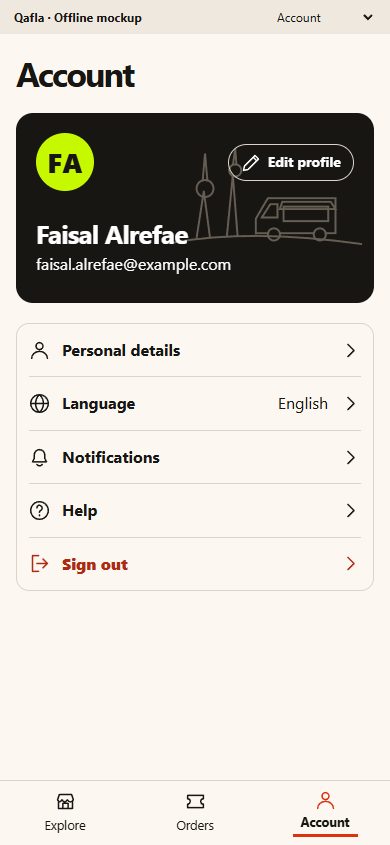 Qafla · Offline mockup
Account
Account
FA
Edit profile
Faisal Alrefae
faisal.alrefae@example.com
Personal details
Language English
Notifications
Help
Sign out
Explore
Orders
Account